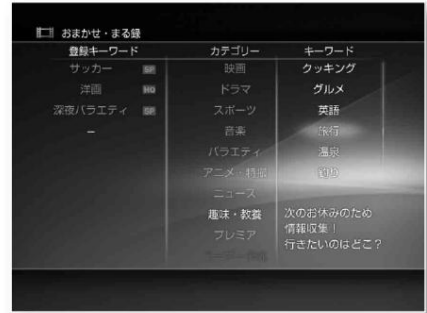 おまかせ・まる録
登録キーワード
サッカー SP
洋画 HQ
深夜バラエティ SP
−
カテゴリー
映画
ドラマ
スポーツ
音楽
バラエティ
アニメ・特撮
ニュース
趣味・教養
プレミア
キーワード
クッキング
グルメ
英語
旅行
温泉
釣り
次のお休みのため
情報収集！
行きたいのはどこ？